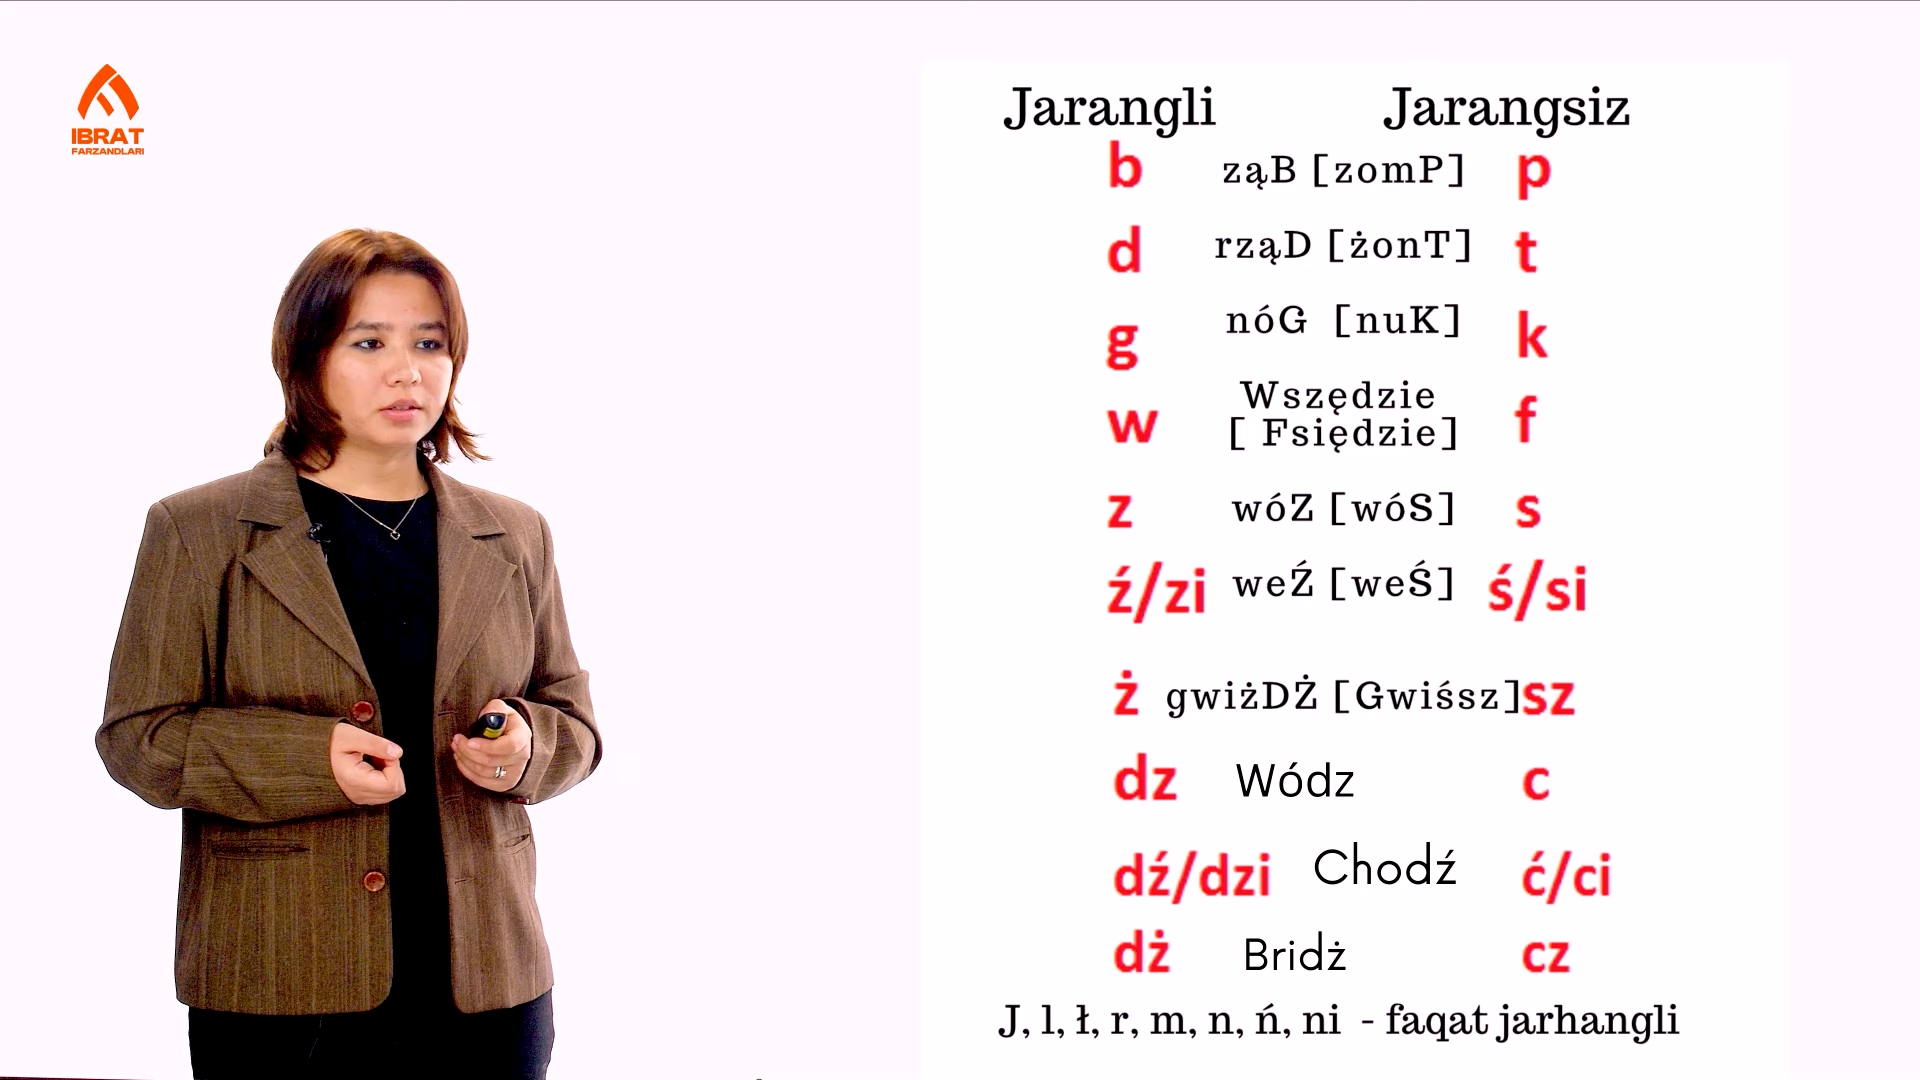 IBRAT
FARZANDLARI
Jarangli Jarangsiz
b ząB [zomP] p
d rząD [żonT] t
g nóG [nuK] k
Wszędzie
w [ Fsiędzie] f
z wóZ [wóS] s
ź/zi weŹ [weŚ] ś/si
ż gwiżDŻ [Gwiśsz] sz
dz Wódz c
dź/dzi Chodź ć/ci
dż Bridż cz
J, l, ł, r, m, n, ń, ni - faqat jarhangli